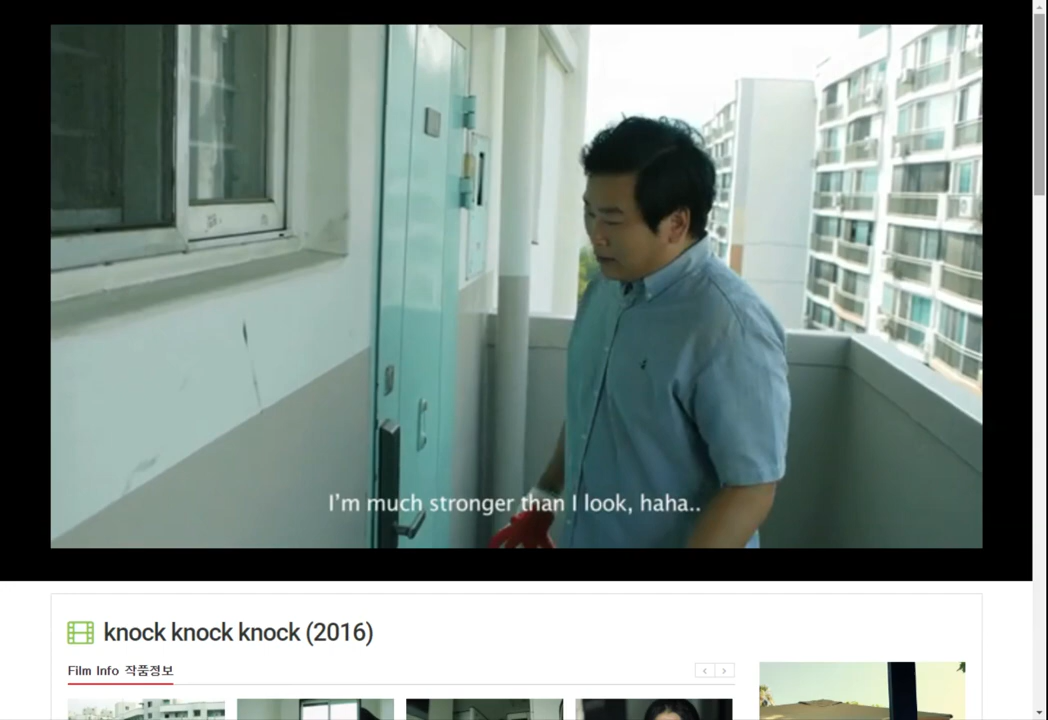 I'm much stronger than I look, haha..
knock knock knock (2016)
Film Info 작품정보